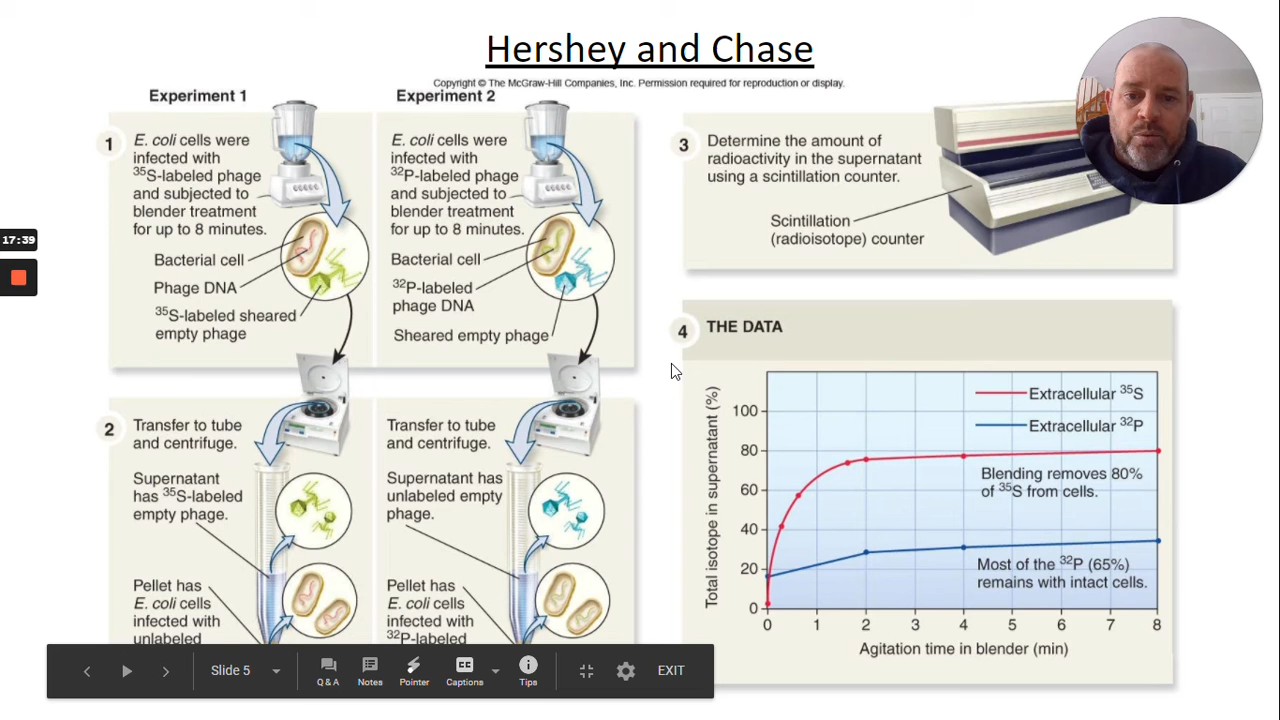 Hershey and Chase
Copyright © The McGraw-Hill Companies, Inc. Permission required for reproduction or display.
Experiment 1
1
E. coli cells were
infected with
³⁵S-labeled phage
and subjected to
blender treatment
for up to 8 minutes.
Bacterial cell
Phage DNA
³⁵S-labeled sheared
empty phage
Experiment 2
E. coli cells were
infected with
³²P-labeled phage
and subjected to
blender treatment
for up to 8 minutes.
Bacterial cell
³²P-labeled
phage DNA
Sheared empty phage
2
Transfer to tube
and centrifuge.
Supernatant
has ³⁵S-labeled
empty phage.
Pellet has
E. coli cells
infected with
unlabeled
Transfer to tube
and centrifuge.
Supernatant has
unlabeled empty
phage.
Pellet has
E. coli cells
infected with
³²P-labeled
3
Determine the amount of
radioactivity in the supernatant
using a scintillation counter.
Scintillation
(radioisotope) counter
4
THE DATA
Total isotope in supernatant (%)
100
80
60
40
20
0
Extracellular ³⁵S
Extracellular ³²P
Blending removes 80%
of ³⁵S from cells.
Most of the ³²P (65%)
remains with intact cells.
0 1 2 3 4 5 6 7 8
Agitation time in blender (min)
17:39
Slide 5
Q & A
Notes
Pointer
CC
Captions
Tips
EXIT